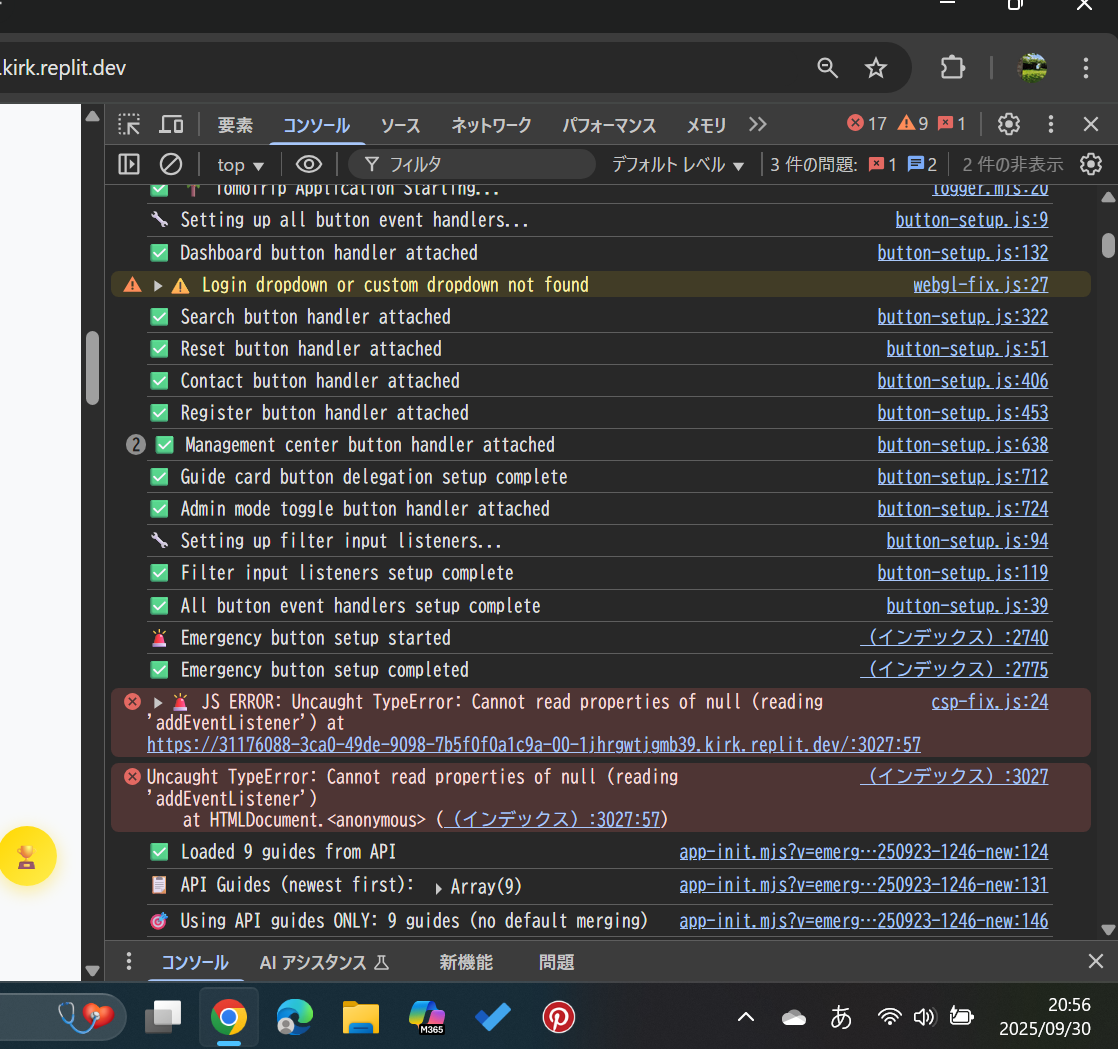 .kirk.replit.dev
要素 コンソール ソース ネットワーク パフォーマンス メモリ 17 9 1
top フィルタ デフォルト レベル 3 件の問題: 1 2 2 件の非表示
TomoTrip Application Starting... logger.mjs:20
Setting up all button event handlers... button-setup.js:9
Dashboard button handler attached button-setup.js:132
Login dropdown or custom dropdown not found webgl-fix.js:27
Search button handler attached button-setup.js:322
Reset button handler attached button-setup.js:51
Contact button handler attached button-setup.js:406
Register button handler attached button-setup.js:453
2 Management center button handler attached button-setup.js:638
Guide card button delegation setup complete button-setup.js:712
Admin mode toggle button handler attached button-setup.js:724
Setting up filter input listeners... button-setup.js:94
Filter input listeners setup complete button-setup.js:119
All button event handlers setup complete button-setup.js:39
Emergency button setup started （インデックス）:2740
Emergency button setup completed （インデックス）:2775
JS ERROR: Uncaught TypeError: Cannot read properties of null (reading csp-fix.js:24
'addEventListener') at
https://31176088-3ca0-49de-9098-7b5f0f0a1c9a-00-1jhrgwtjgmb39.kirk.replit.dev/:3027:57
Uncaught TypeError: Cannot read properties of null (reading （インデックス）:3027
'addEventListener')
at HTMLDocument.<anonymous> (（インデックス）:3027:57)
Loaded 9 guides from API app-init.mjs?v=emerg…250923-1246-new:124
API Guides (newest first): Array(9) app-init.mjs?v=emerg…250923-1246-new:131
Using API guides ONLY: 9 guides (no default merging) app-init.mjs?v=emerg…250923-1246-new:146
コンソール AI アシスタンス 新機能 問題
M365
あ
20:56
2025/09/30